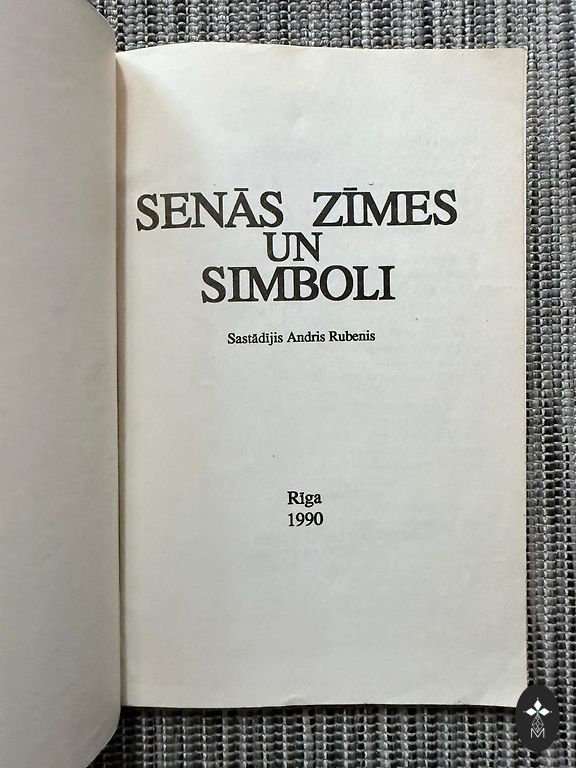 SENĀS ZĪMES
UN
SIMBOLI
Sastādījis Andris Rubenis
Rīga
1990